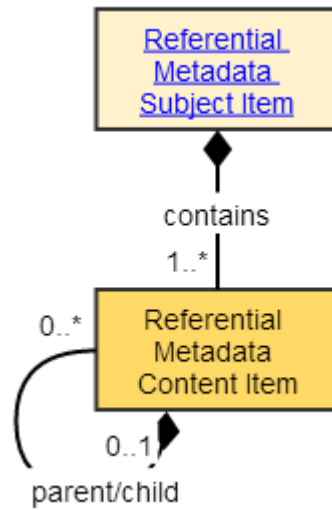 Referential
Metadata
Subject Item
contains
1..*
0..*
Referential
Metadata
Content Item
0..1
parent/child